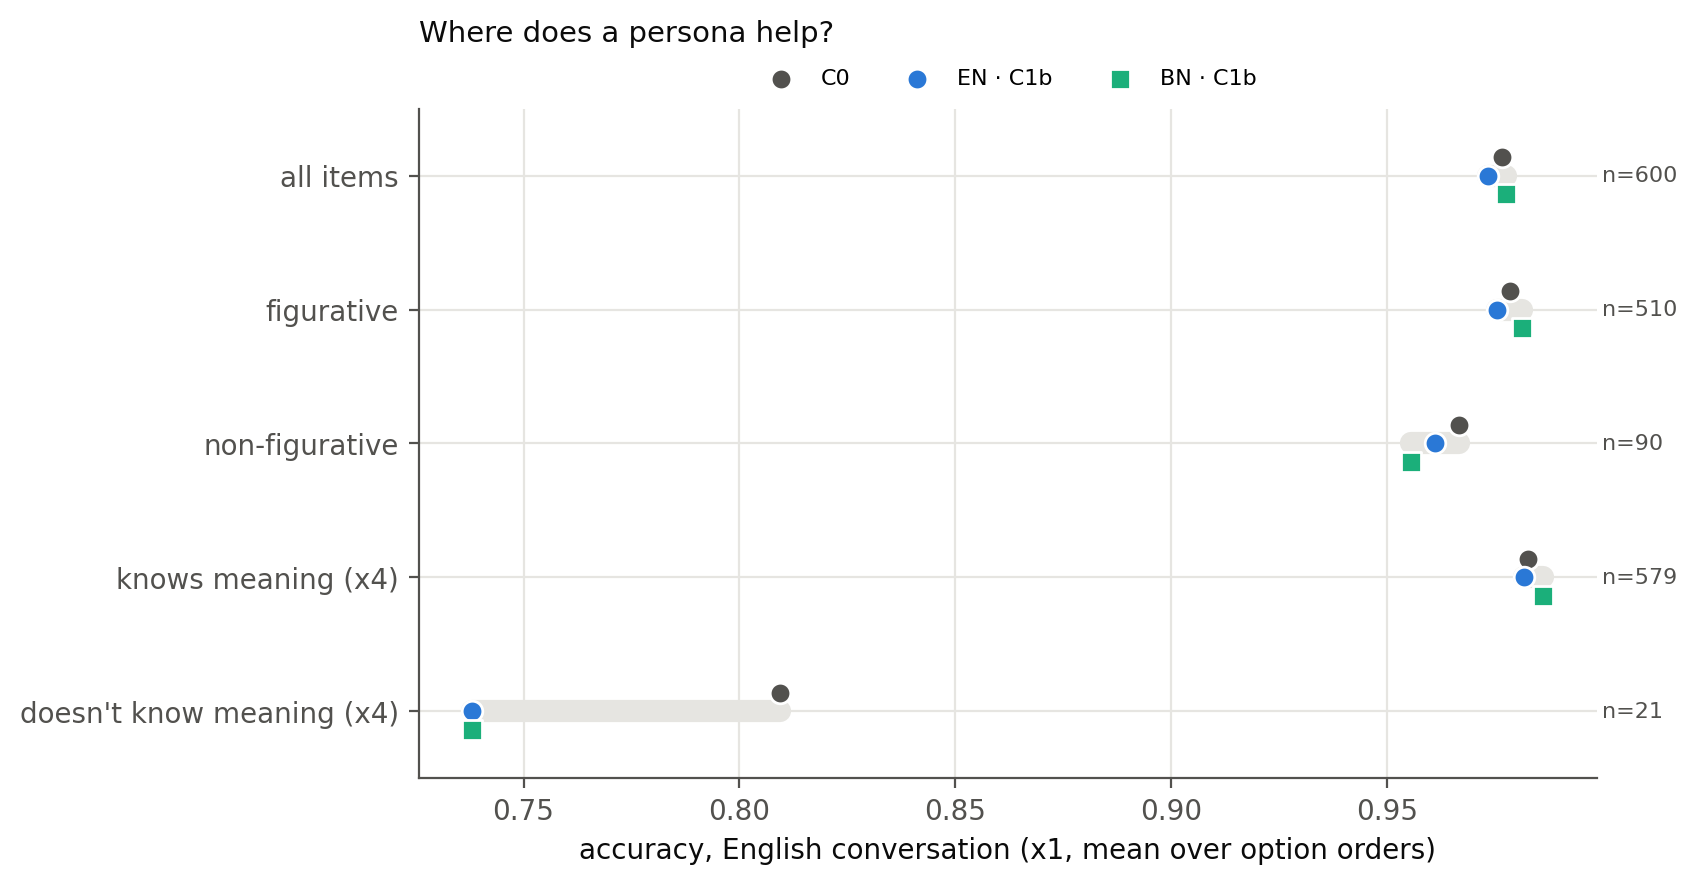 Where does a persona help?
C0 EN · C1b BN · C1b
all items n=600
figurative n=510
non-figurative n=90
knows meaning (x4) n=579
doesn't know meaning (x4) n=21
0.75 0.80 0.85 0.90 0.95
accuracy, English conversation (x1, mean over option orders)